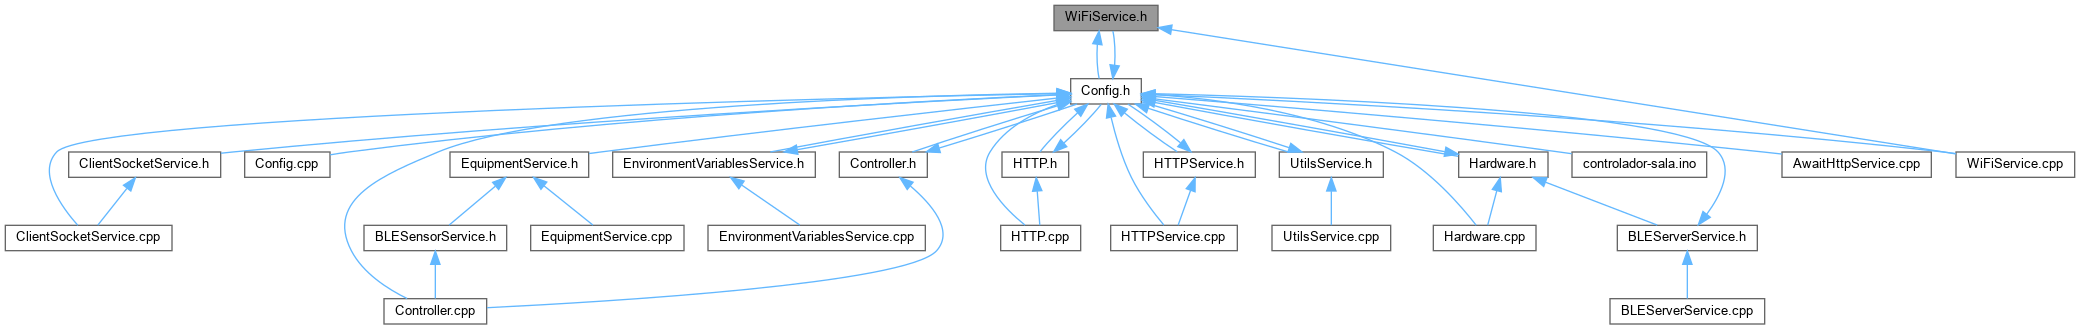 WiFiService.h
Config.h
ClientSocketService.h
Config.cpp
EquipmentService.h
EnvironmentVariablesService.h
Controller.h
HTTP.h
HTTPService.h
UtilsService.h
Hardware.h
controlador-sala.ino
AwaitHttpService.cpp
WiFiService.cpp
ClientSocketService.cpp
BLESensorService.h
EquipmentService.cpp
EnvironmentVariablesService.cpp
HTTP.cpp
HTTPService.cpp
UtilsService.cpp
Hardware.cpp
BLEServerService.h
Controller.cpp
BLEServerService.cpp